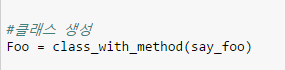 #클래스 생성
Foo = class_with_method(say_foo)